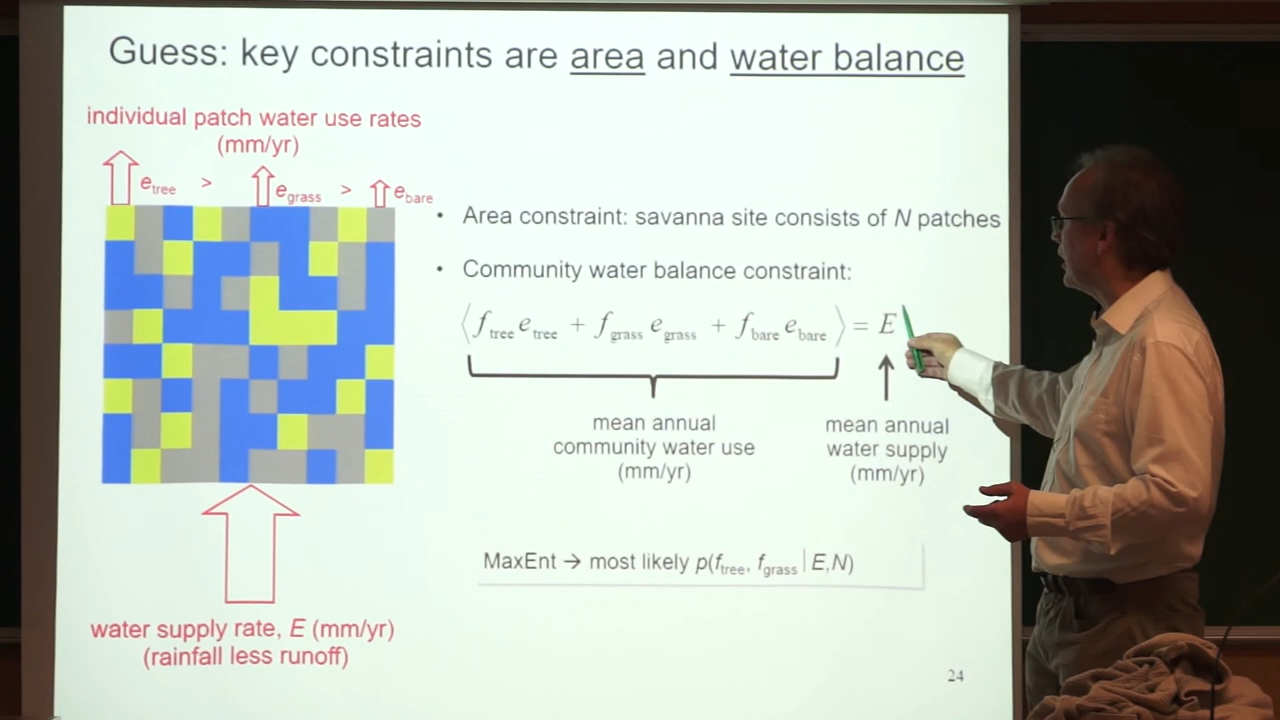 Guess: key constraints are area and water balance
individual patch water use rates
(mm/yr)
e_tree > e_grass > e_bare
• Area constraint: savanna site consists of N patches
• Community water balance constraint:
⟨f_tree e_tree + f_grass e_grass + f_bare e_bare⟩ = E
mean annual
community water use
(mm/yr)
mean annual
water supply
(mm/yr)
MaxEnt → most likely p(f_tree, f_grass | E,N)
water supply rate, E (mm/yr)
(rainfall less runoff)
24